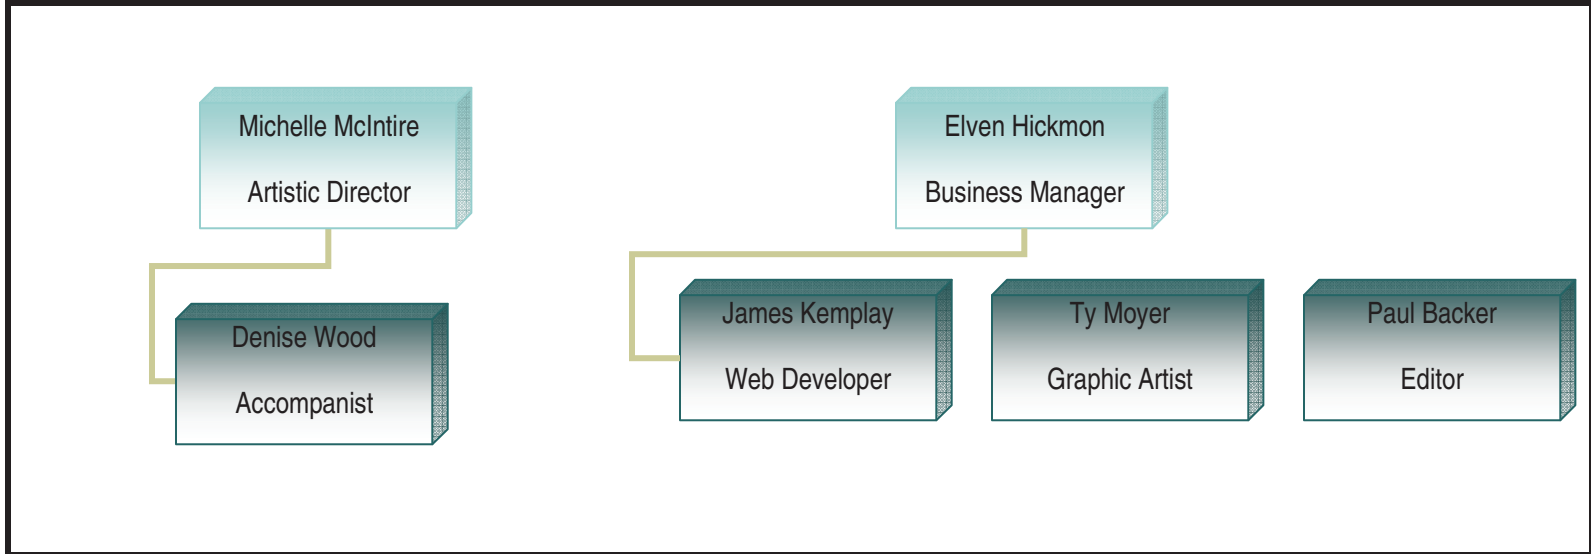 Michelle McIntire
Artistic Director
Elven Hickmon
Business Manager
Denise Wood
Accompanist
James Kemplay
Web Developer
Ty Moyer
Graphic Artist
Paul Backer
Editor